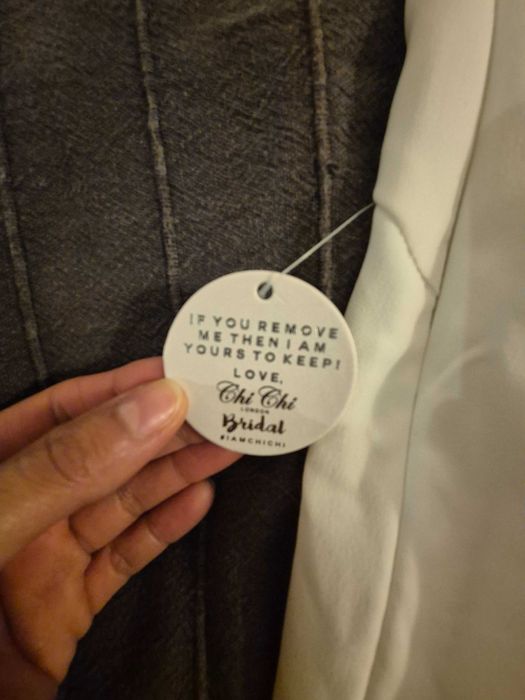 IF YOU REMOVE
ME THEN I AM
YOURS TO KEEP!
LOVE,
Chi Chi
LONDON
Bridal
#IAMCHICHI